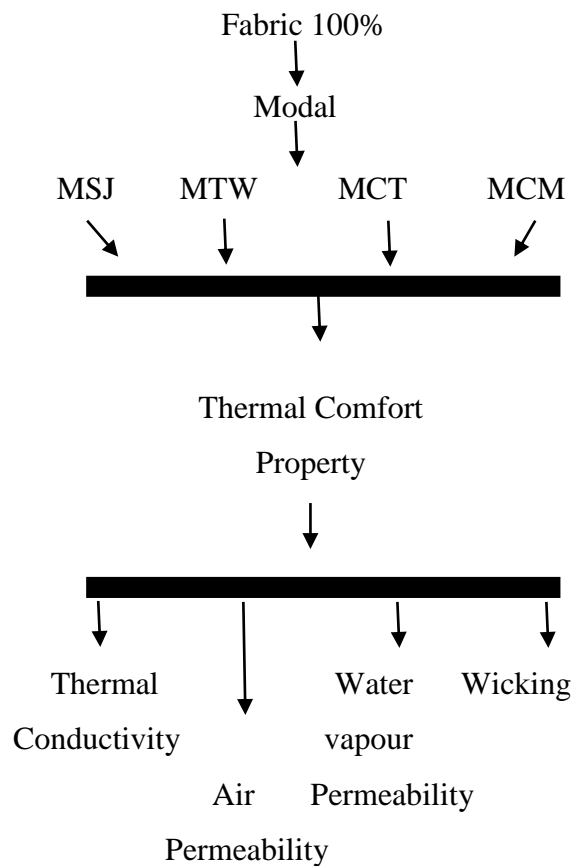 Fabric 100%
Modal
MSJ MTW MCT MCM
Thermal Comfort
Property
Thermal Water Wicking
Conductivity vapour
Air Permeability
Permeability